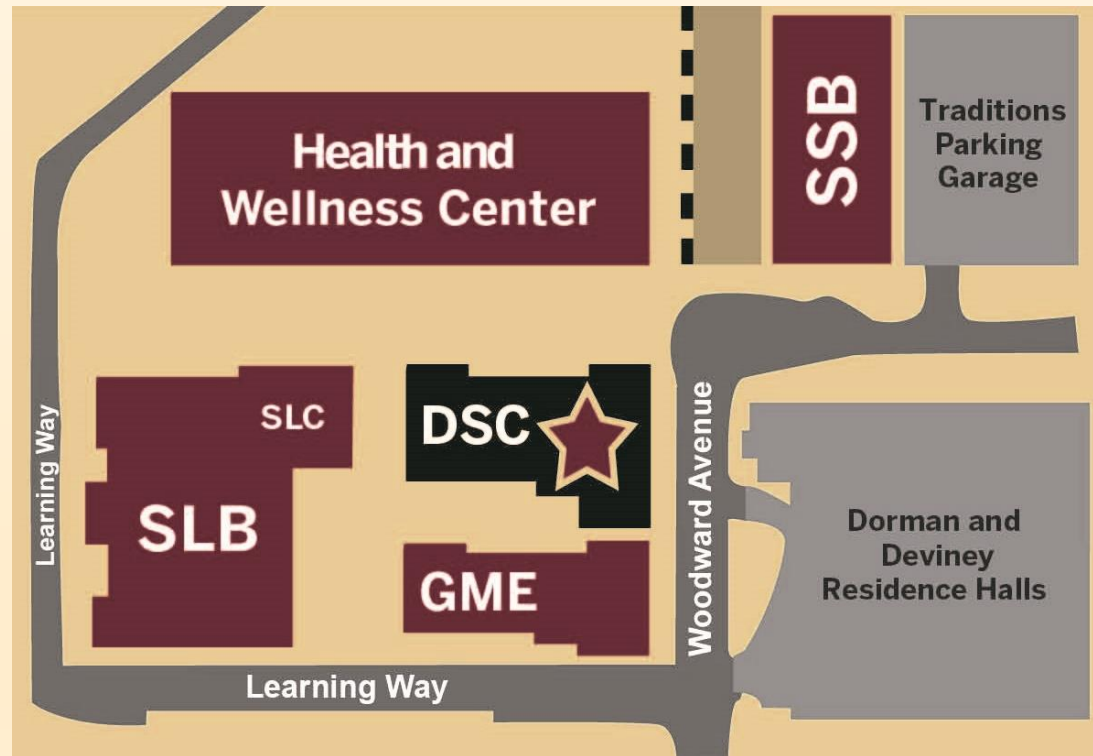 Health and
Wellness Center
SSB
Traditions
Parking
Garage
Learning Way
SLC
SLB
DSC
GME
Woodward Avenue
Dorman and
Deviney
Residence Halls
Learning Way